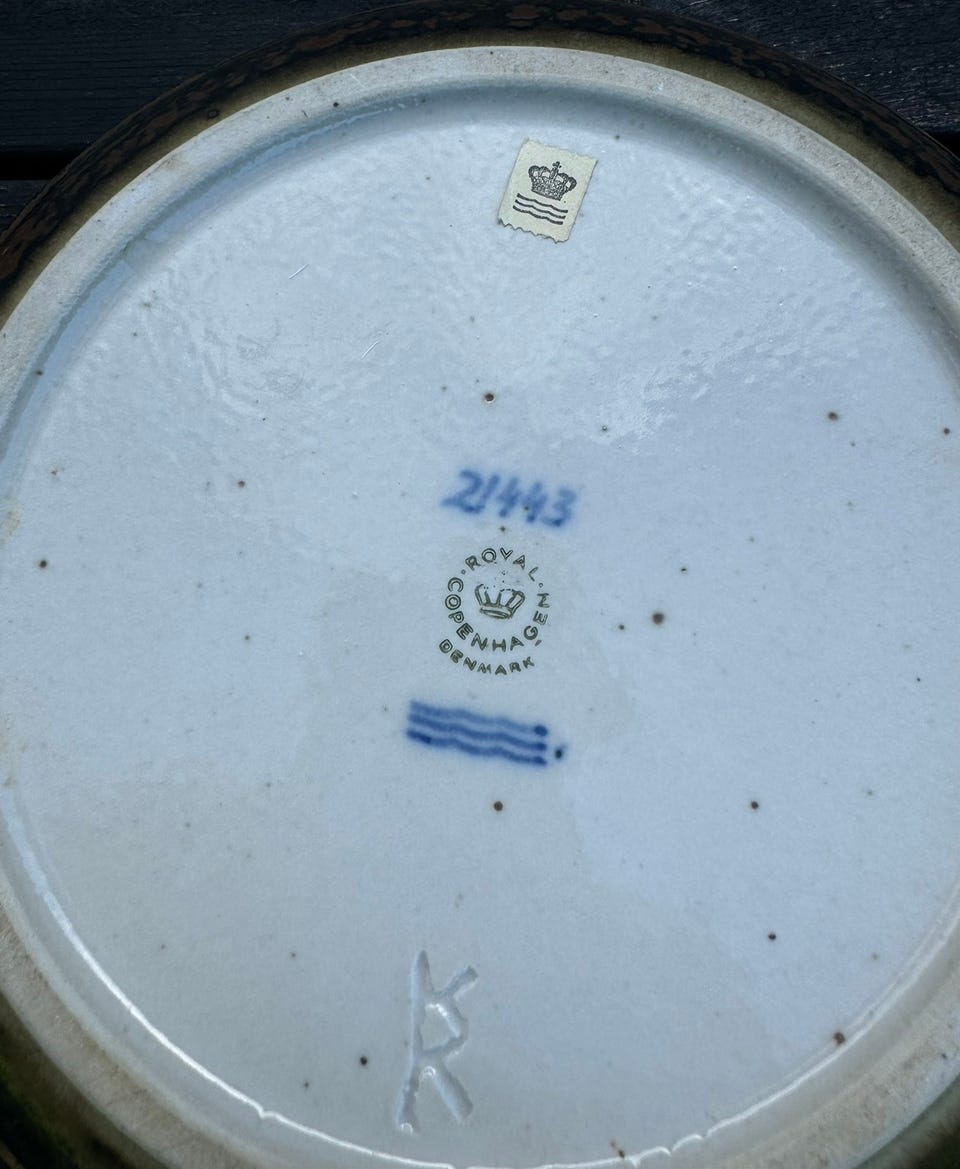 21443
ROYAL
COPENHAGEN
DENMARK